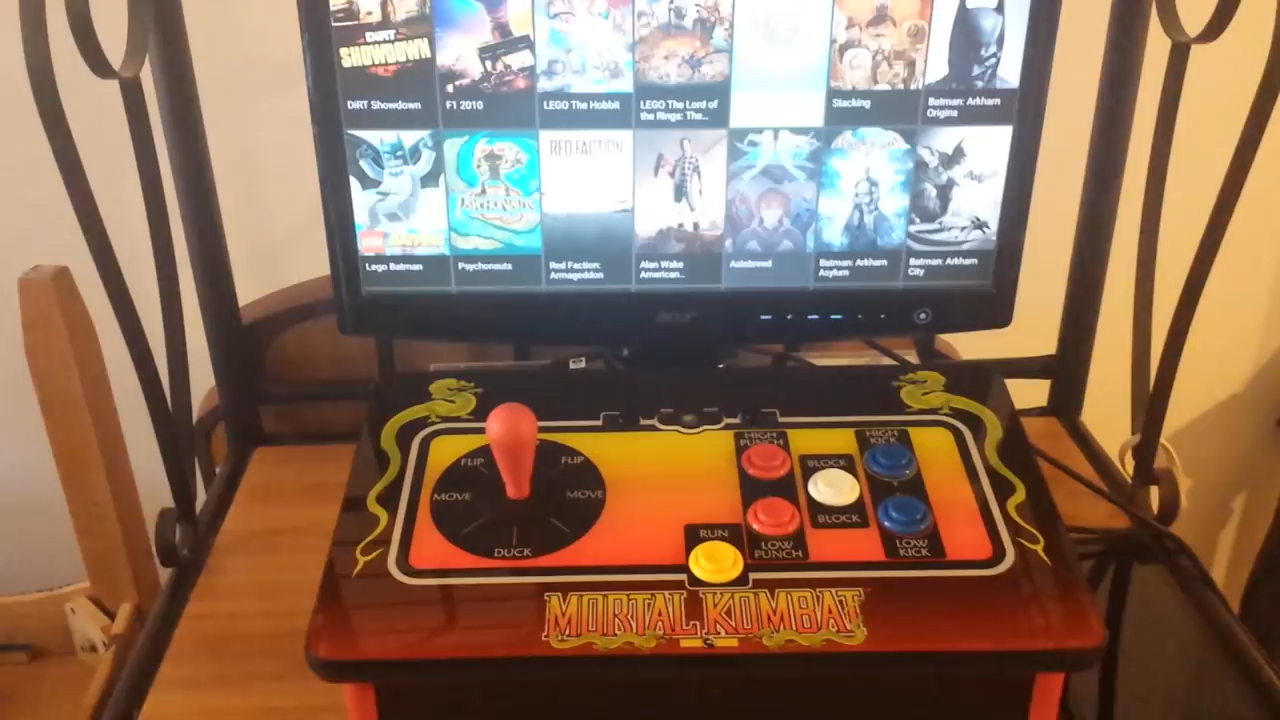 DiRT
SHOWDOWN
DiRT Showdown
F1 2010
LEGO The Hobbit
LEGO The Lord of
the Rings: The...
Stacking
Batman: Arkham
Origins
PSYCHONAUTS
RED FACTION
Lego Batman
Psychonauts
Red Faction:
Armageddon
Alan Wake
American...
Astebreed
Batman: Arkham
Asylum
Batman: Arkham
City
acer
FLIP
FLIP
MOVE
MOVE
DUCK
HIGH
PUNCH
HIGH
KICK
BLOCK
BLOCK
LOW
PUNCH
LOW
KICK
RUN
MORTAL KOMBAT